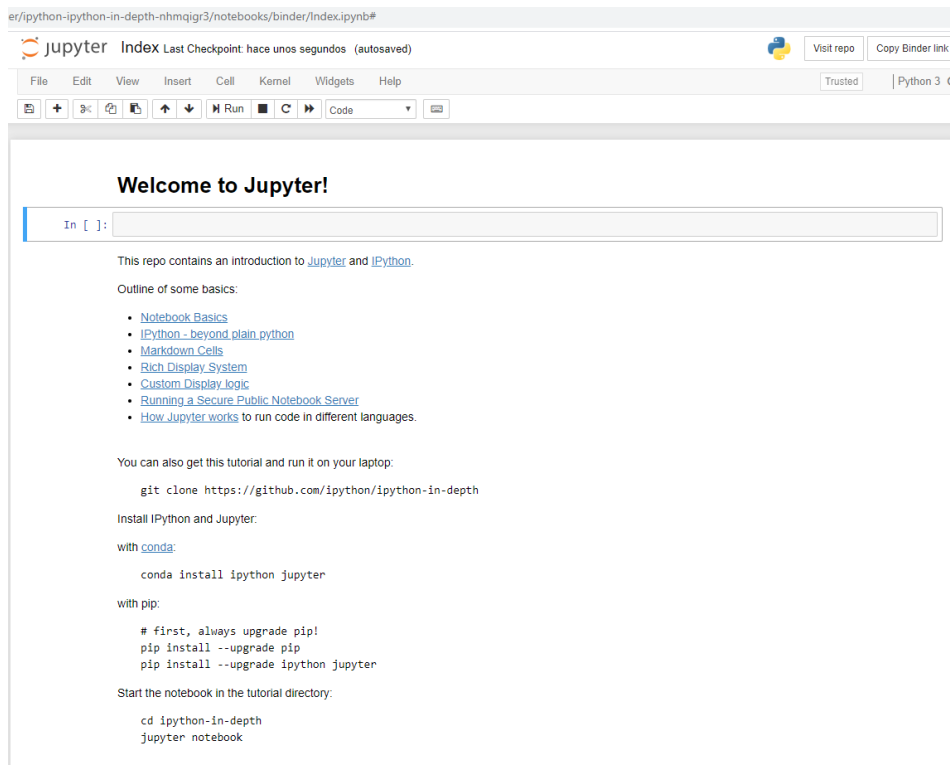 er/ipython-ipython-in-depth-nhmqigr3/notebooks/binder/Index.ipynb#
jupyter Index Last Checkpoint: hace unos segundos (autosaved)
Visit repo Copy Binder link
File Edit View Insert Cell Kernel Widgets Help
Trusted Python 3
Run Code
Welcome to Jupyter!
In [ ]:
This repo contains an introduction to Jupyter and IPython.
Outline of some basics:
• Notebook Basics
• IPython - beyond plain python
• Markdown Cells
• Rich Display System
• Custom Display logic
• Running a Secure Public Notebook Server
• How Jupyter works to run code in different languages.
You can also get this tutorial and run it on your laptop:
git clone https://github.com/ipython/ipython-in-depth
Install IPython and Jupyter:
with conda:
conda install ipython jupyter
with pip:
# first, always upgrade pip!
pip install --upgrade pip
pip install --upgrade ipython jupyter
Start the notebook in the tutorial directory:
cd ipython-in-depth
jupyter notebook